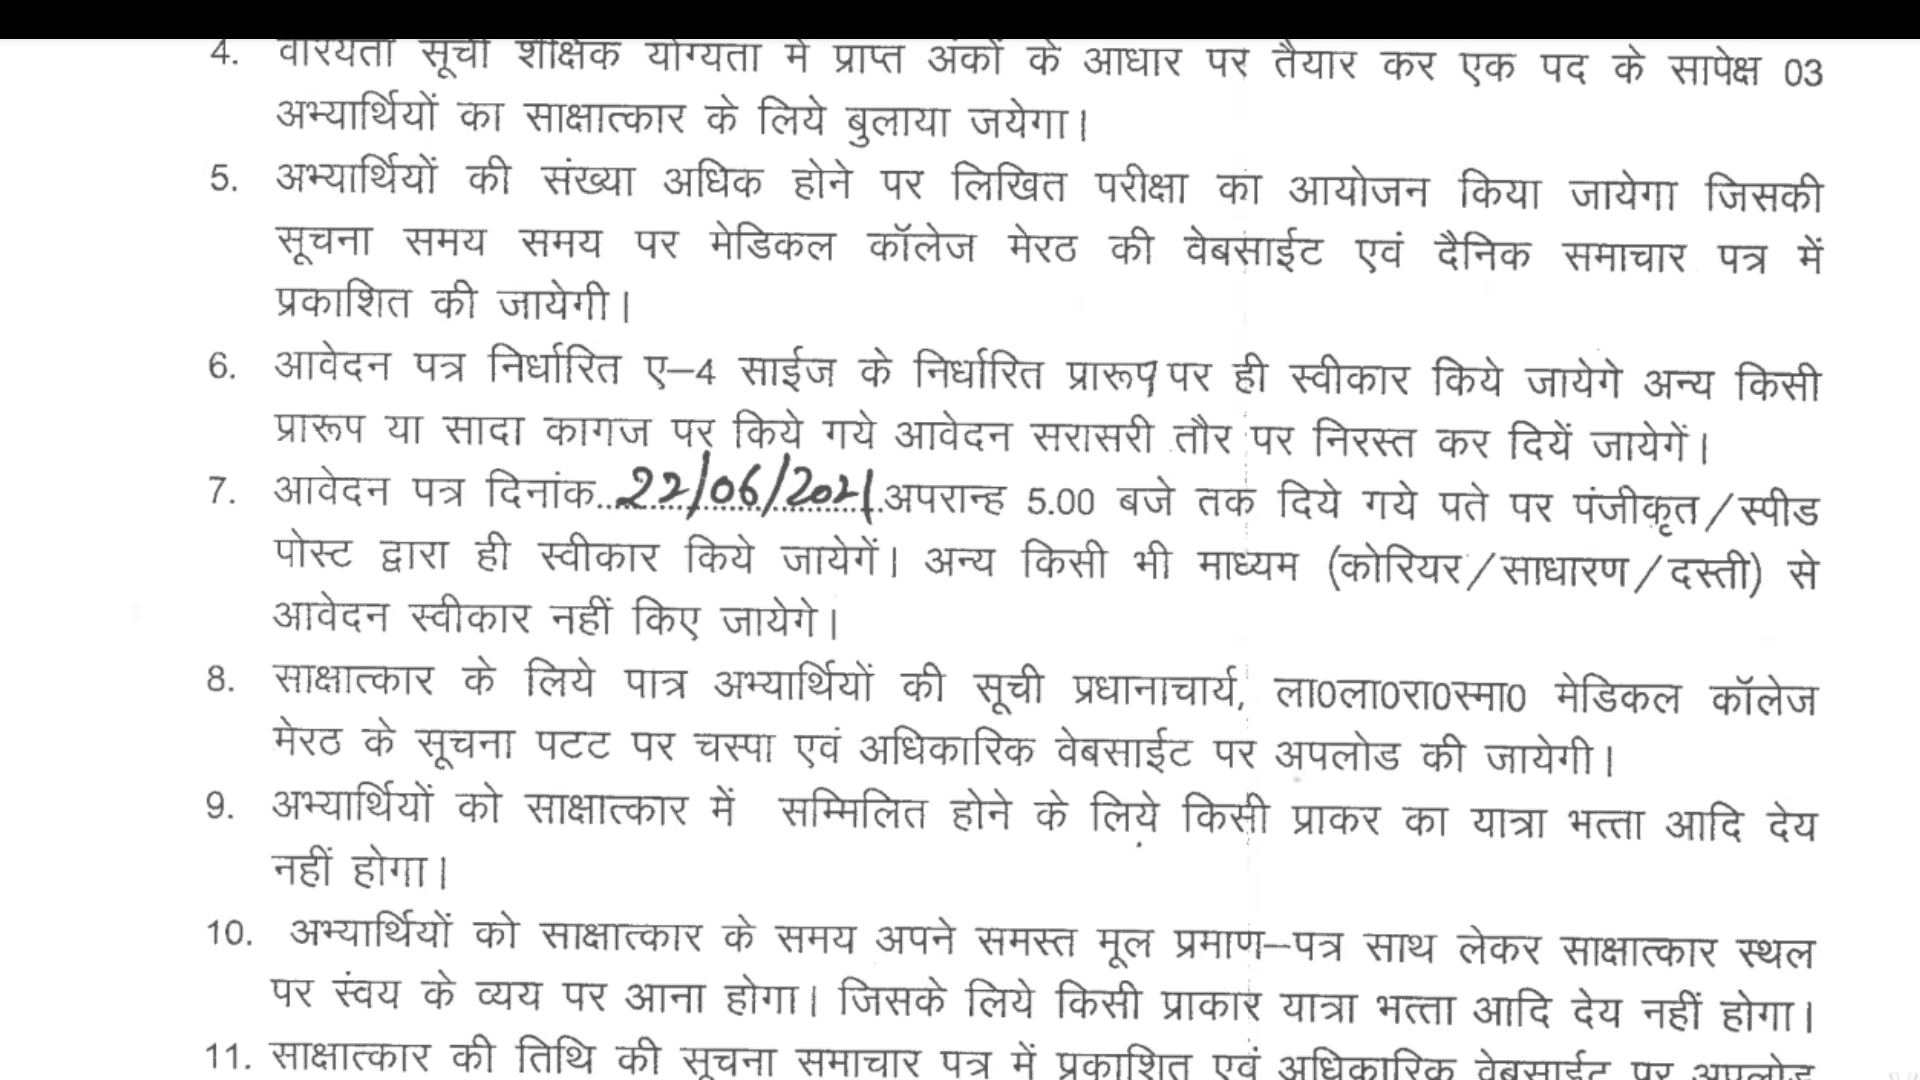 4. वरियता सूची शैक्षिक योग्यता में प्राप्त अंकों के आधार पर तैयार कर एक पद के सापेक्ष 03
अभ्यार्थियों का साक्षात्कार के लिये बुलाया जयेगा।
5. अभ्यार्थियों की संख्या अधिक होने पर लिखित परीक्षा का आयोजन किया जायेगा जिसकी
सूचना समय समय पर मेडिकल कॉलेज मेरठ की वेबसाईट एवं दैनिक समाचार पत्र में
प्रकाशित की जायेगी।
6. आवेदन पत्र निर्धारित ए–4 साईज के निर्धारित प्रारूप पर ही स्वीकार किये जायेगे अन्य किसी
प्रारूप या सादा कागज पर किये गये आवेदन सरासरी तौर पर निरस्त कर दियें जायेगें।
7. आवेदन पत्र दिनांक..22/06/2021.अपरान्ह 5.00 बजे तक दिये गये पते पर पंजीकृत/स्पीड
पोस्ट द्वारा ही स्वीकार किये जायेगें। अन्य किसी भी माध्यम (कोरियर/साधारण/दस्ती) से
आवेदन स्वीकार नहीं किए जायेगे।
8. साक्षात्कार के लिये पात्र अभ्यार्थियों की सूची प्रधानाचार्य, ला0ला0रा0स्मा0 मेडिकल कॉलेज
मेरठ के सूचना पटट पर चस्पा एवं अधिकारिक वेबसाईट पर अपलोड की जायेगी।
9. अभ्यार्थियों को साक्षात्कार में सम्मिलित होने के लिये किसी प्राकर का यात्रा भत्ता आदि देय
नहीं होगा।
10. अभ्यार्थियों को साक्षात्कार के समय अपने समस्त मूल प्रमाण–पत्र साथ लेकर साक्षात्कार स्थल
पर स्ंवय के व्यय पर आना होगा। जिसके लिये किसी प्राकार यात्रा भत्ता आदि देय नहीं होगा।
11. साक्षात्कार की तिथि की सूचना समाचार पत्र में प्रकाशित एवं अधिकारिक वेबसाईट पर अपलोड